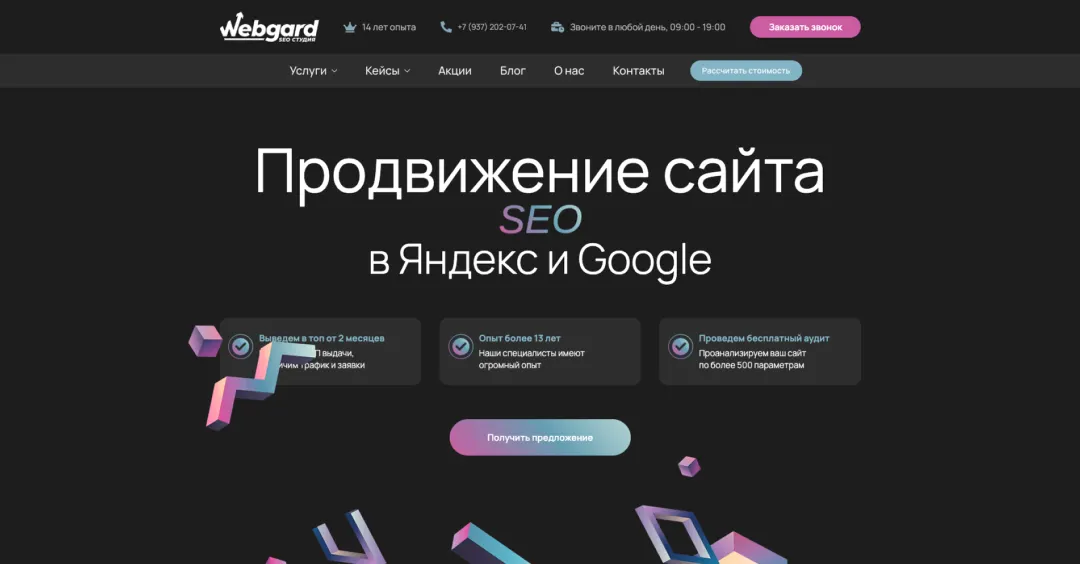 Webgard
SEO СТУДИЯ
14 лет опыта
+7 (937) 202-07-41
Звоните в любой день, 09:00 - 19:00
Заказать звонок
Услуги
Кейсы
Акции
Блог
О нас
Контакты
Рассчитать стоимость
Продвижение сайта
SEO
в Яндекс и Google
Выведем в топ от 2 месяцев
выдачи,
трафик и заявки
Опыт более 13 лет
Наши специалисты имеют
огромный опыт
Проведем бесплатный аудит
Проанализируем ваш сайт
по более 500 параметрам
Получить предложение